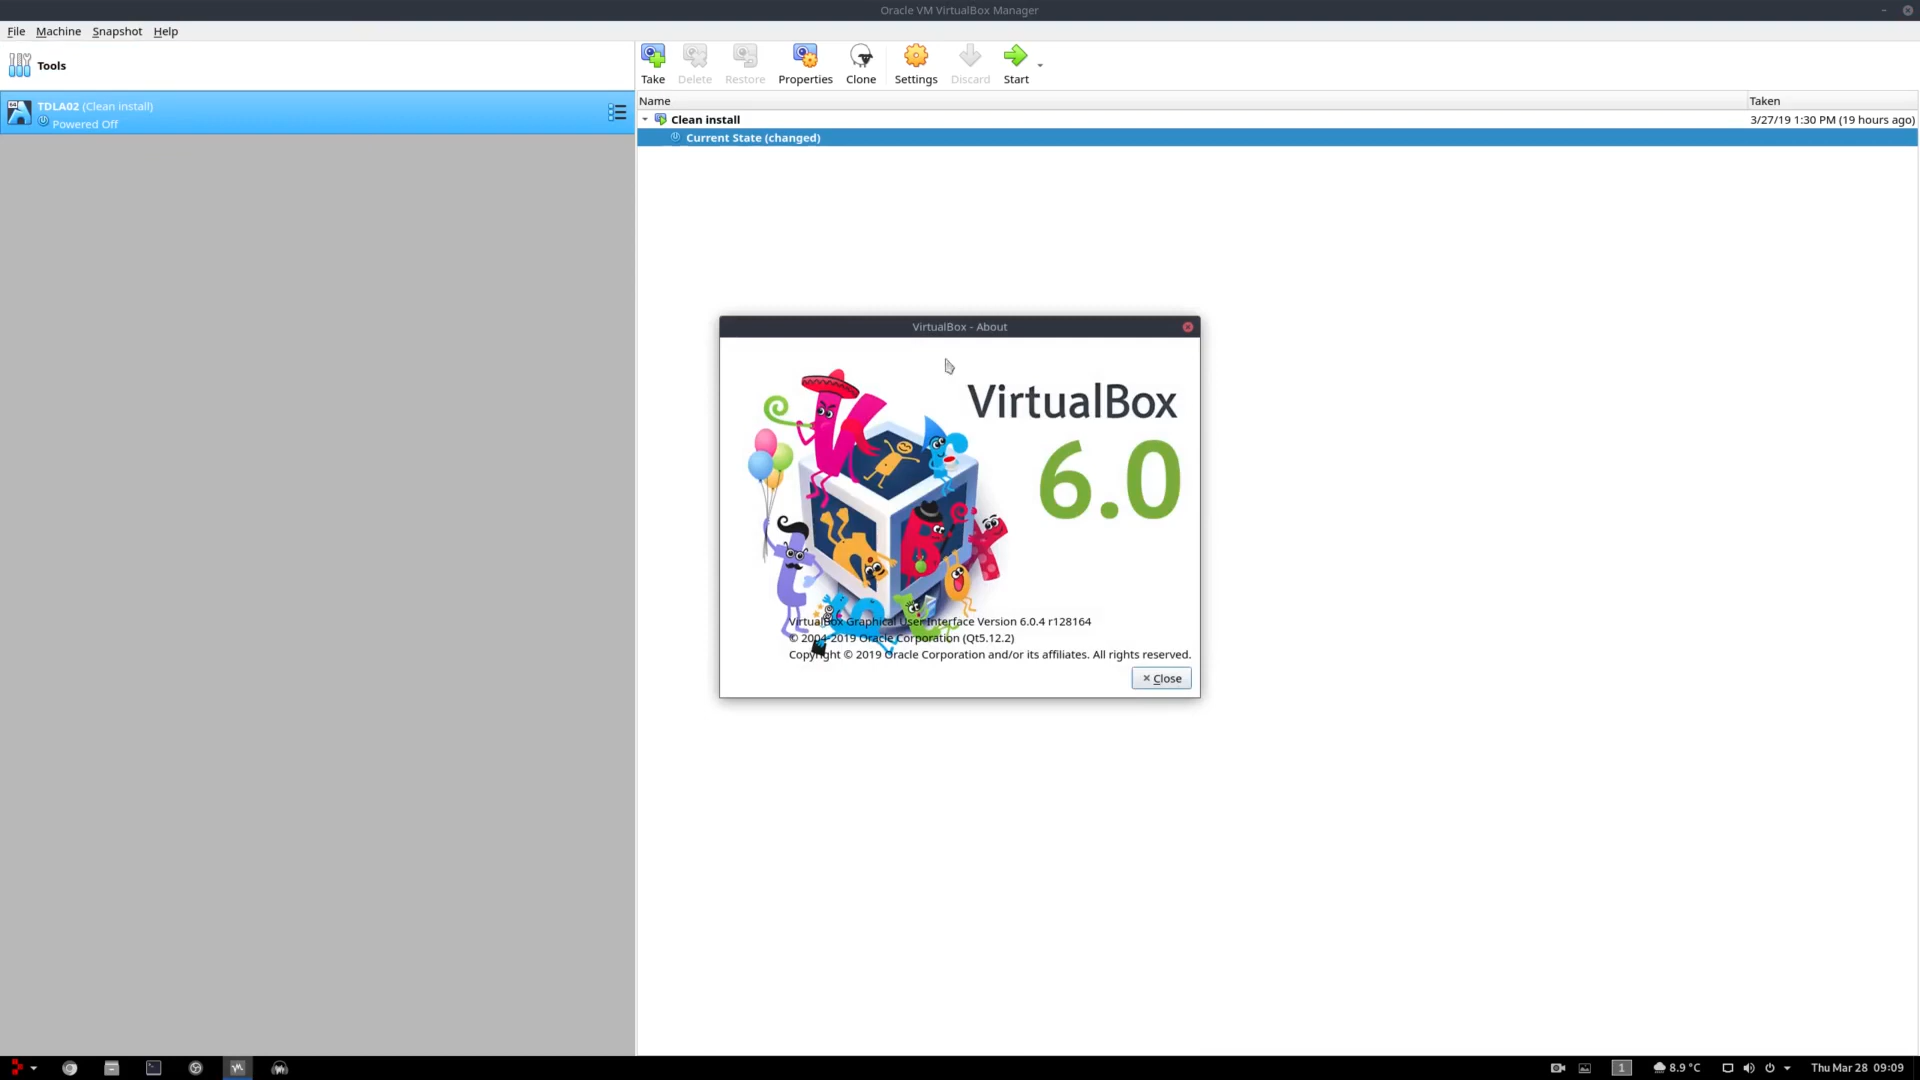 Oracle VM VirtualBox Manager
File Machine Snapshot Help
Tools
Take Delete Restore Properties Clone Settings Discard Start
TDLA02 (Clean install)
Powered Off
Name Taken
Clean install 3/27/19 1:30 PM (19 hours ago)
Current State (changed)
VirtualBox - About
VirtualBox
6.0
VirtualBox Graphical User Interface Version 6.0.4 r128164
© 2004-2019 Oracle Corporation (Qt5.12.2)
Copyright © 2019 Oracle Corporation and/or its affiliates. All rights reserved.
Close
1 8.9 °C Thu Mar 28 09:09